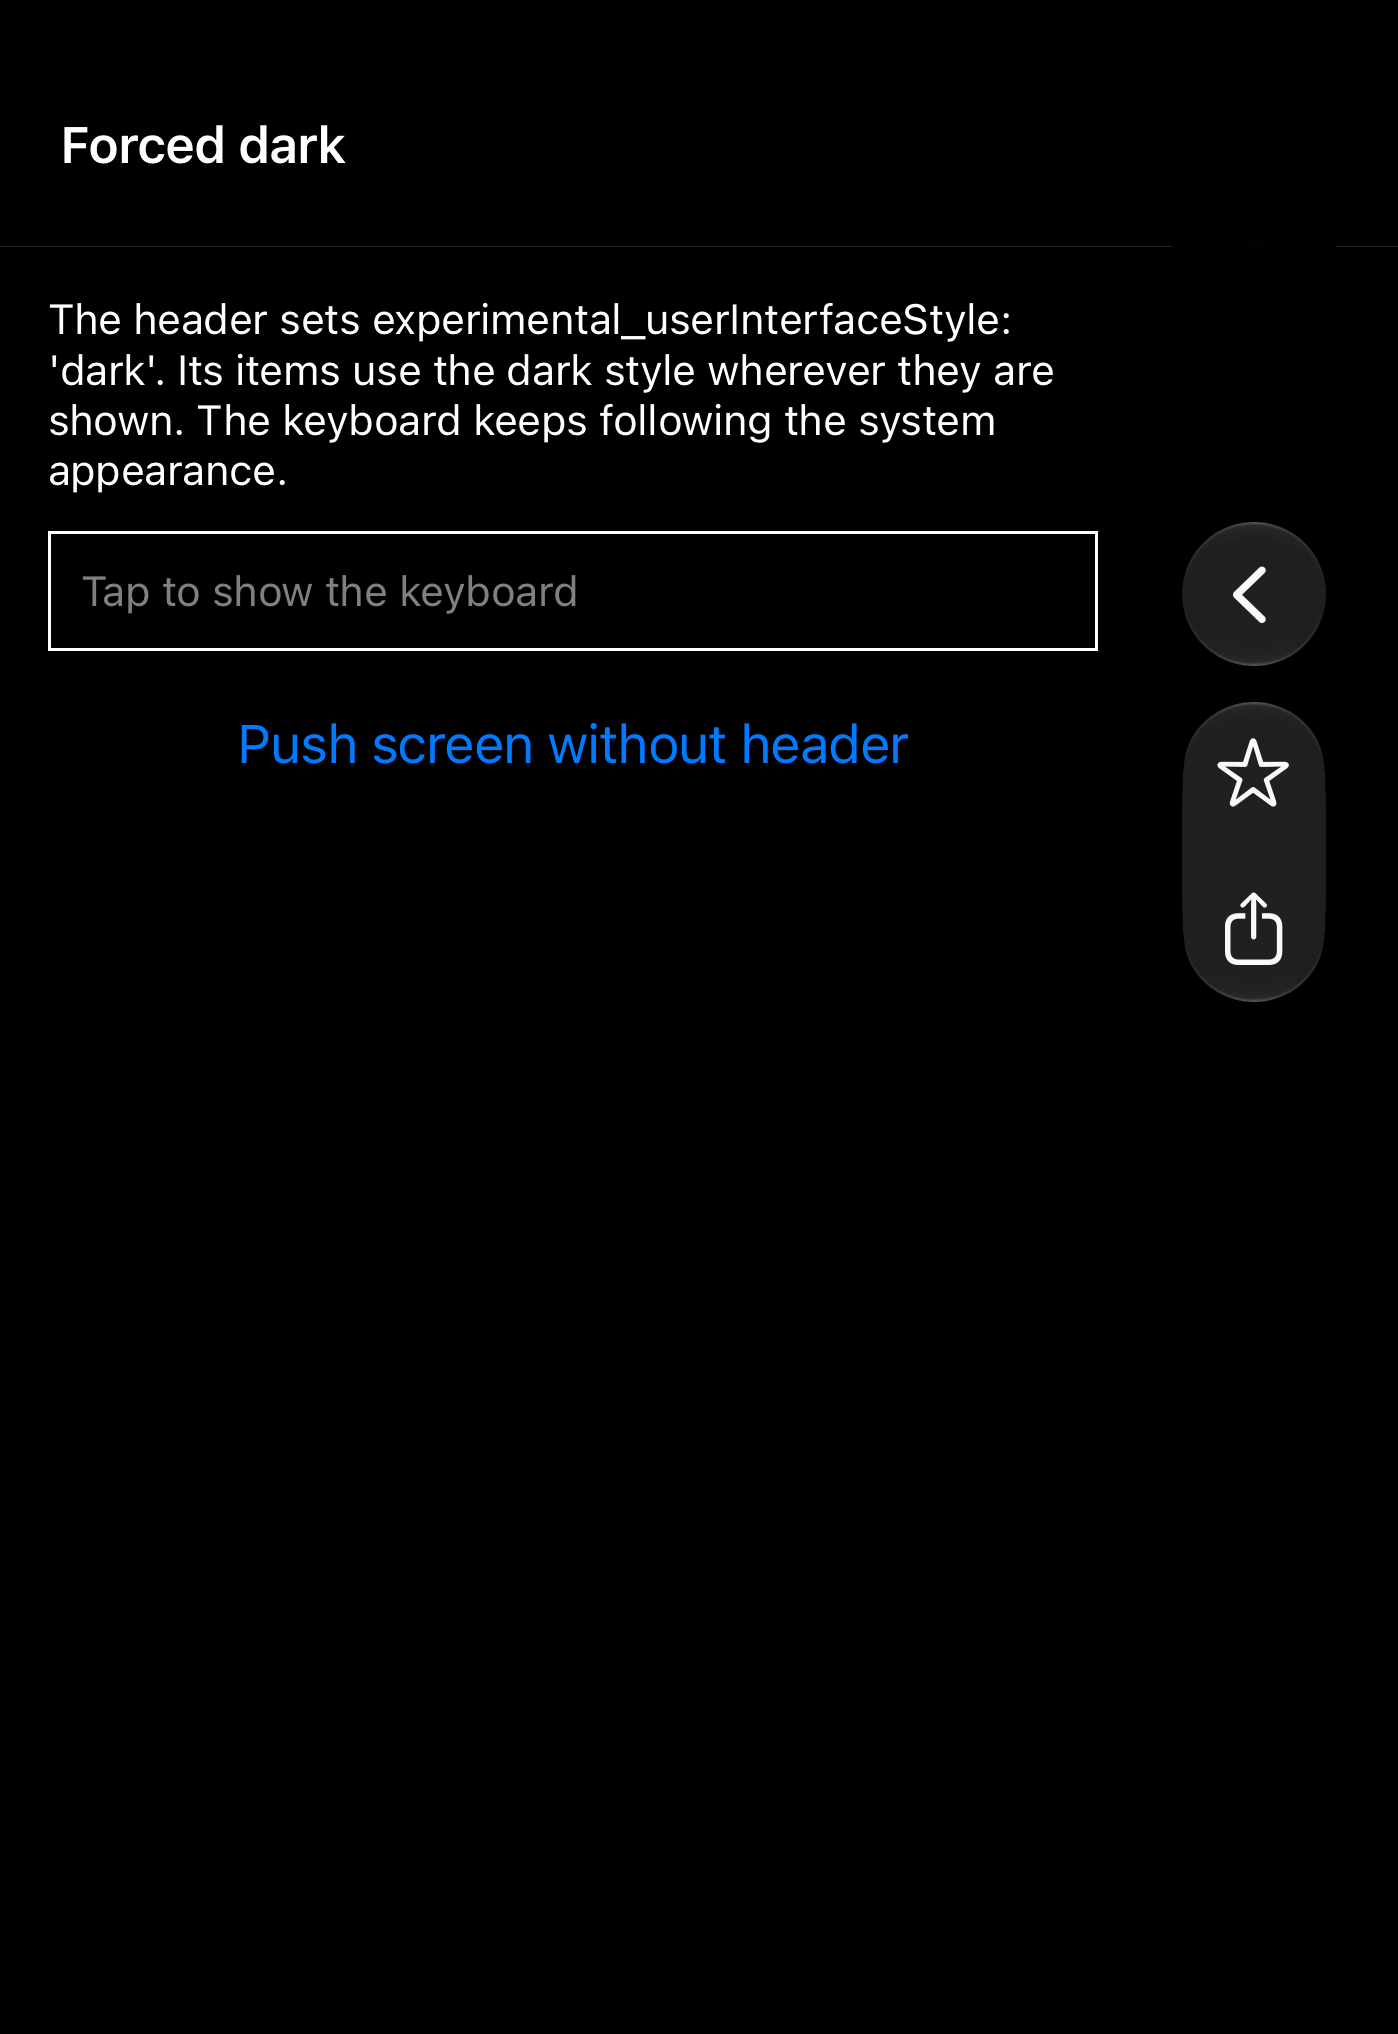 Forced dark
The header sets experimental_userInterfaceStyle:
'dark'. Its items use the dark style wherever they are
shown. The keyboard keeps following the system
appearance.
Tap to show the keyboard
Push screen without header